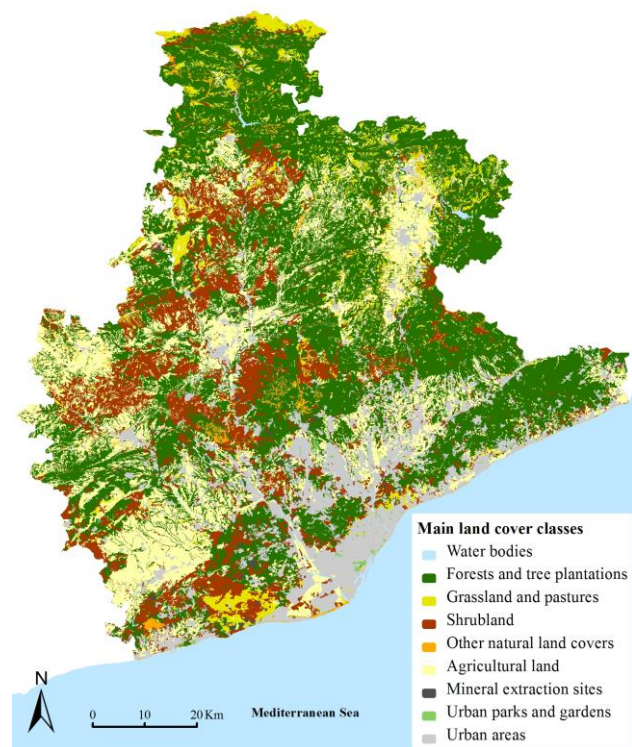 Main land cover classes
Water bodies
Forests and tree plantations
Grassland and pastures
Shrubland
Other natural land covers
Agricultural land
Mineral extraction sites
Urban parks and gardens
Urban areas
N
0 10 20 Km
Mediterranean Sea